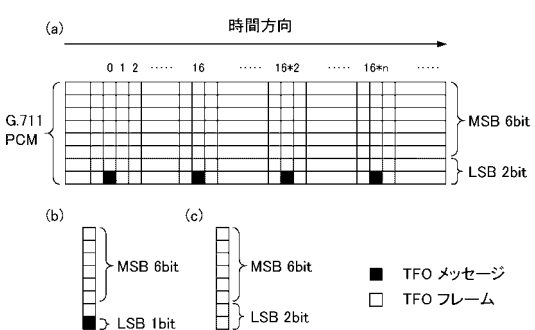 (a)
時間方向
0 1 2 ····· 16 ····· 16*2 ····· 16*n ·····
G.711
PCM
MSB 6bit
LSB 2bit
(b)
(c)
MSB 6bit
LSB 1bit
MSB 6bit
LSB 2bit
TFO メッセージ
TFO フレーム